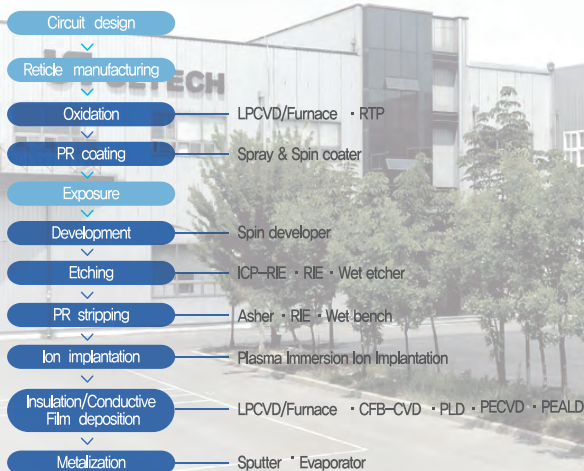 Circuit design
Reticle manufacturing
Oxidation
LPCVD/Furnace · RTP
PR coating
Spray & Spin coater
Exposure
Development
Spin developer
Etching
ICP-RIE · RIE · Wet etcher
PR stripping
Asher · RIE · Wet bench
Ion implantation
Plasma Immersion Ion Implantation
Insulation/Conductive
Film deposition
LPCVD/Furnace · CFB-CVD · PLD · PECVD · PEALD
Metalization
Sputter · Evaporator